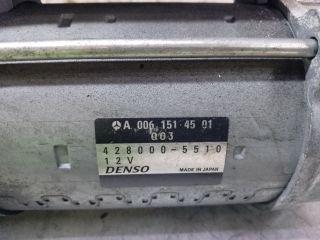 A 006 151 45 01
003
428000-5510
12V
DENSO MADE IN JAPAN